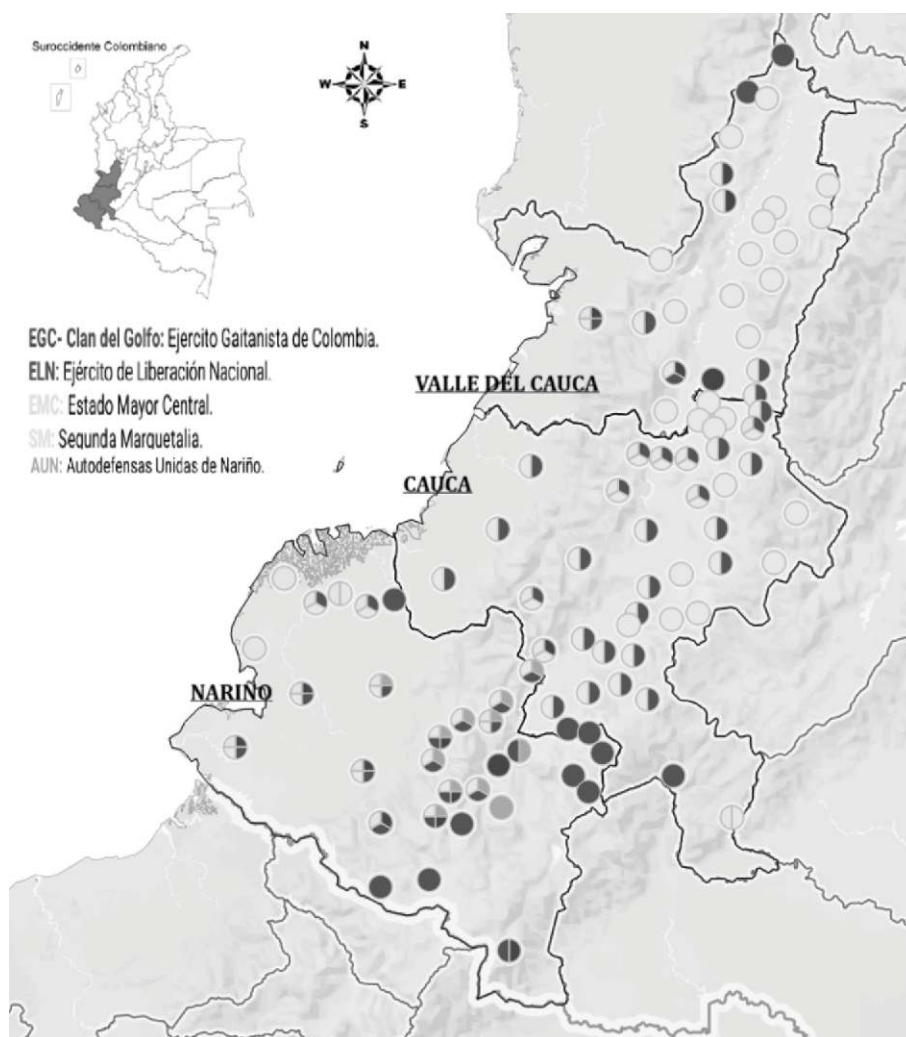 Suroccidente Colombiano
N
W E
S
EGC- Clan del Golfo: Ejercito Gaitanista de Colombia.
ELN: Ejército de Liberación Nacional.
EMC: Estado Mayor Central.
SM: Segunda Marquetalia.
AUN: Autodefensas Unidas de Nariño.
VALLE DEL CAUCA
CAUCA
NARIÑO